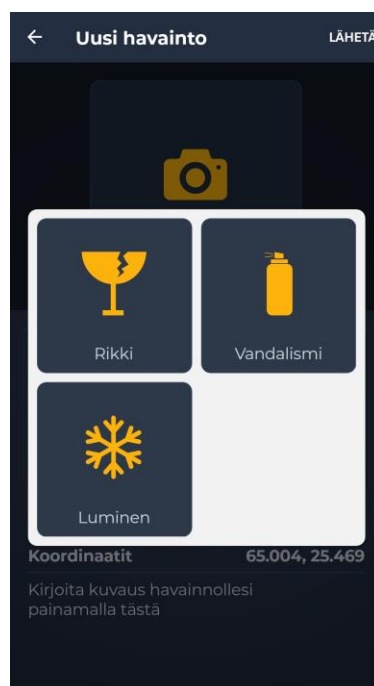 Uusi havainto LÄHETÄ
Rikki Vandalismi
Luminen
Koordinaatit 65.004, 25.469
Kirjoita kuvaus havainnollesi
painamalla tästä